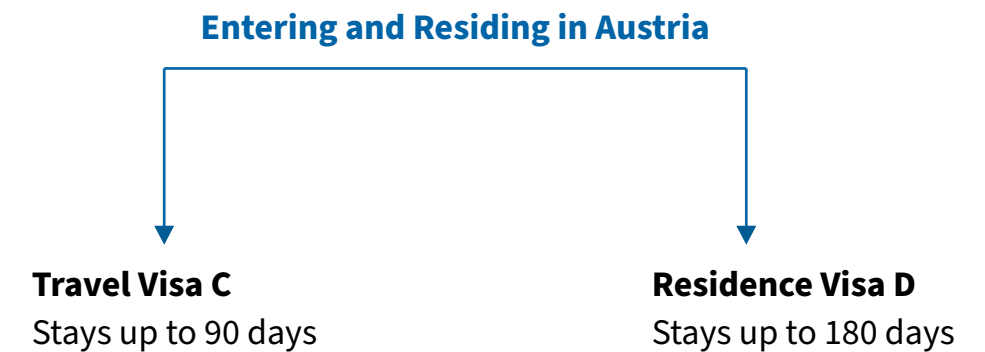 Entering and Residing in Austria
Travel Visa C
Stays up to 90 days
Residence Visa D
Stays up to 180 days